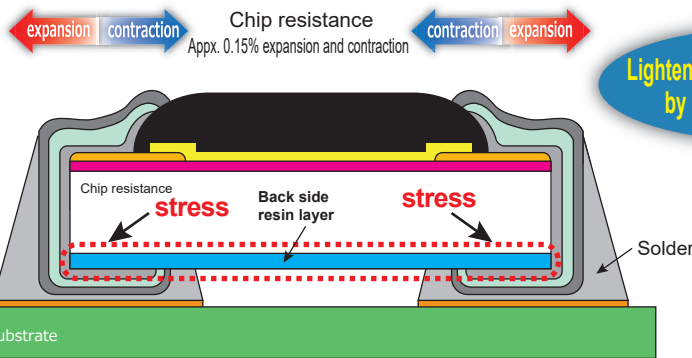 expansion contraction
Chip resistance
Appx. 0.15% expansion and contraction
contraction expansion
Lighten
by
Chip resistance
stress
Back side
resin layer
stress
Solder
ubstrate